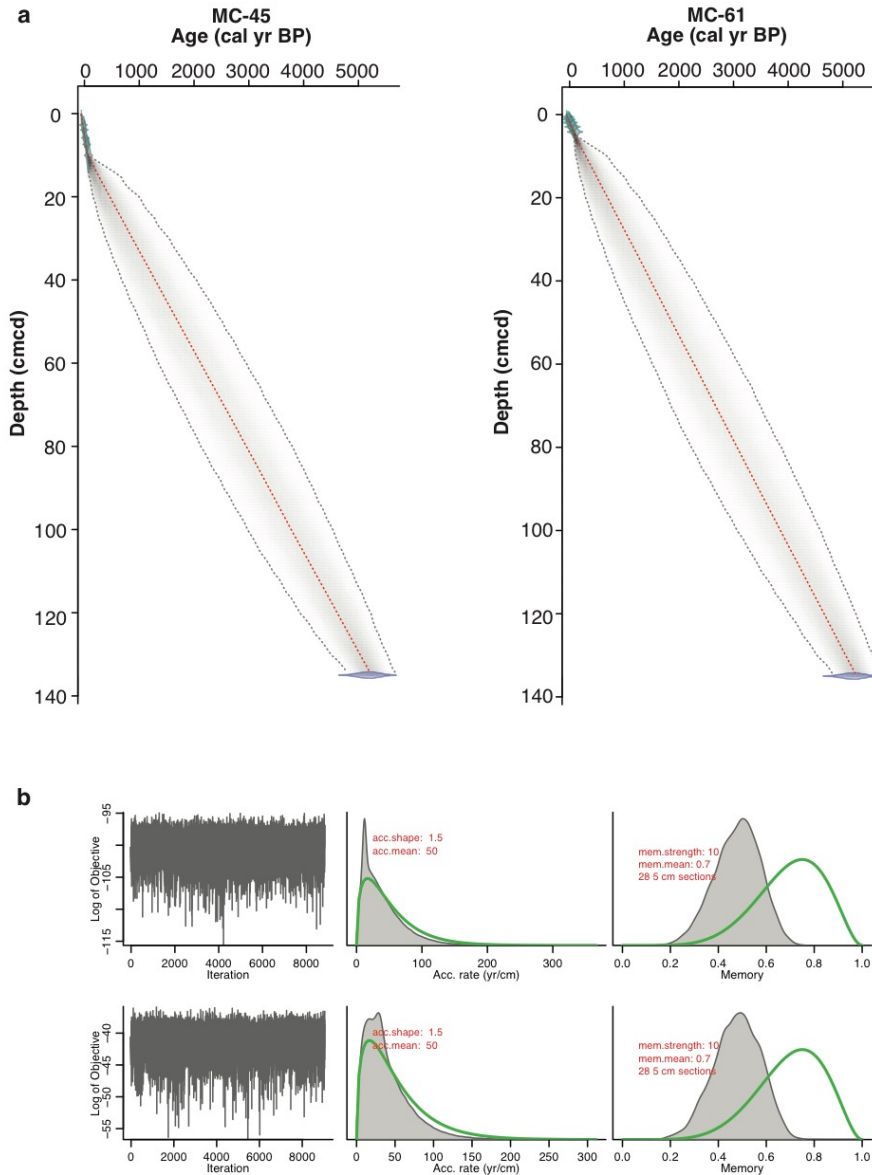 a
MC-45
Age (cal yr BP)
0 1000 2000 3000 4000 5000
Depth (cmcd)
0
20
40
60
80
100
120
140
MC-61
Age (cal yr BP)
0 1000 2000 3000 4000 5000
Depth (cmcd)
0
20
40
60
80
100
120
140
b
Log of Objective
-95
-105
-115
0 2000 4000 6000 8000
Iteration
acc.shape: 1.5
acc.mean: 50
0 100 200 300
Acc. rate (yr/cm)
mem.strength: 10
mem.mean: 0.7
28 5 cm sections
0.0 0.2 0.4 0.6 0.8 1.0
Memory
Log of Objective
-40
-45
-50
-55
0 2000 4000 6000 8000
Iteration
acc.shape: 1.5
acc.mean: 50
0 50 100 150 200 250 300
Acc. rate (yr/cm)
mem.strength: 10
mem.mean: 0.7
28 5 cm sections
0.0 0.2 0.4 0.6 0.8 1.0
Memory